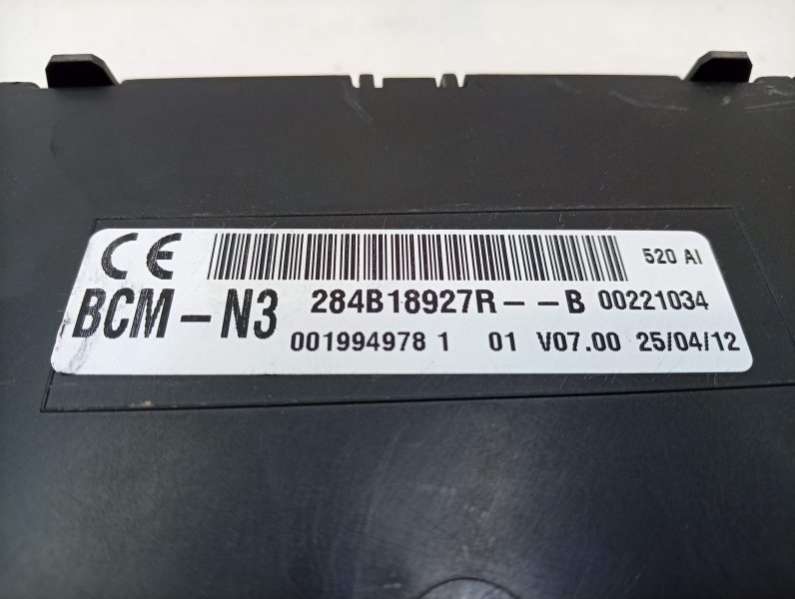 CE 520 AI
BCM-N3 284B18927R--B 00221034
001994978 1 01 V07.00 25/04/12